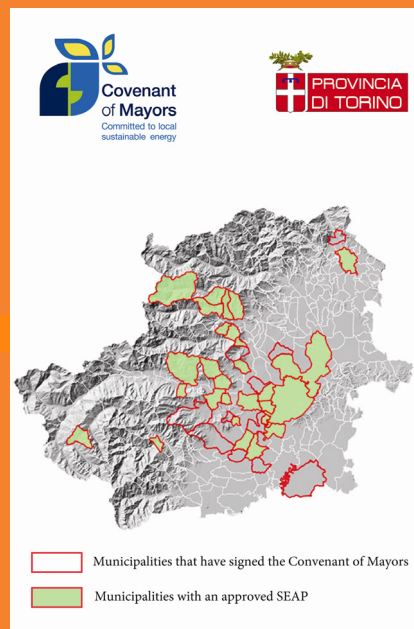 Covenant
of Mayors
Committed to local
sustainable energy
PROVINCIA
DI TORINO
Municipalities that have signed the Convenant of Mayors
Municipalities with an approved SEAP